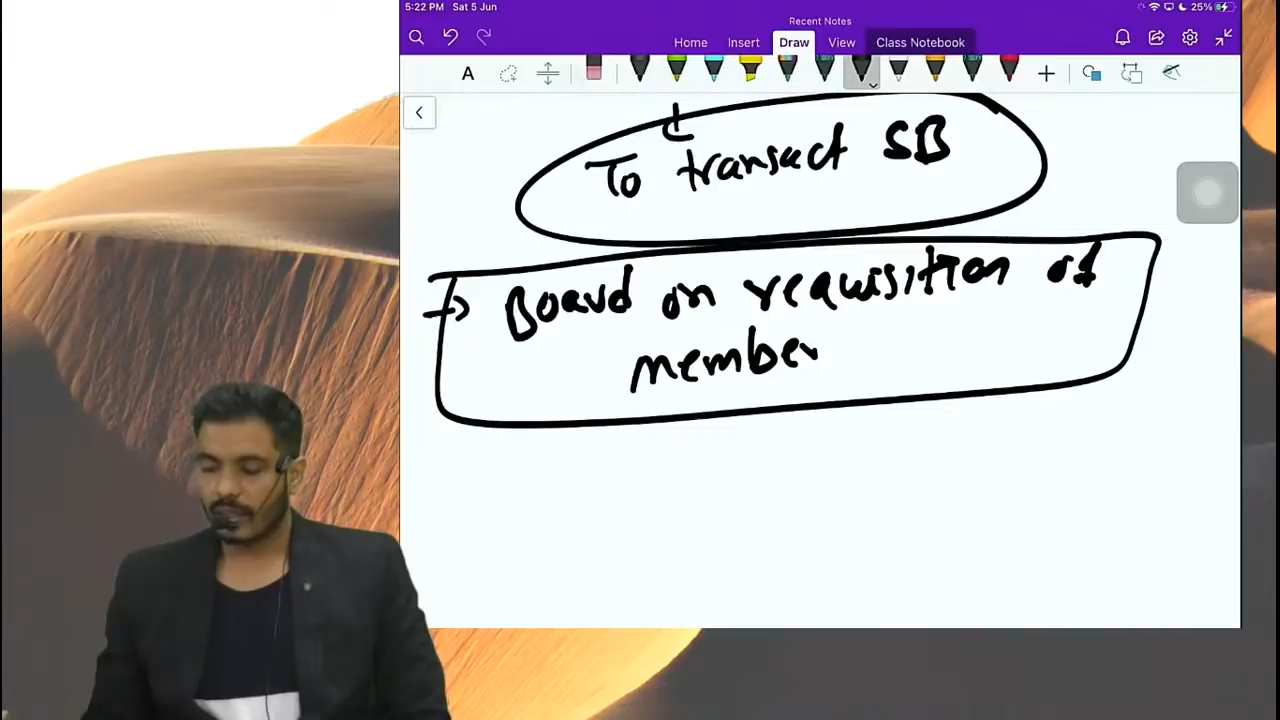 5:22 PM Sat 5 Jun
25%
Recent Notes
Home Insert Draw View Class Notebook
A
To transact SB
→ Board on requisition of
member